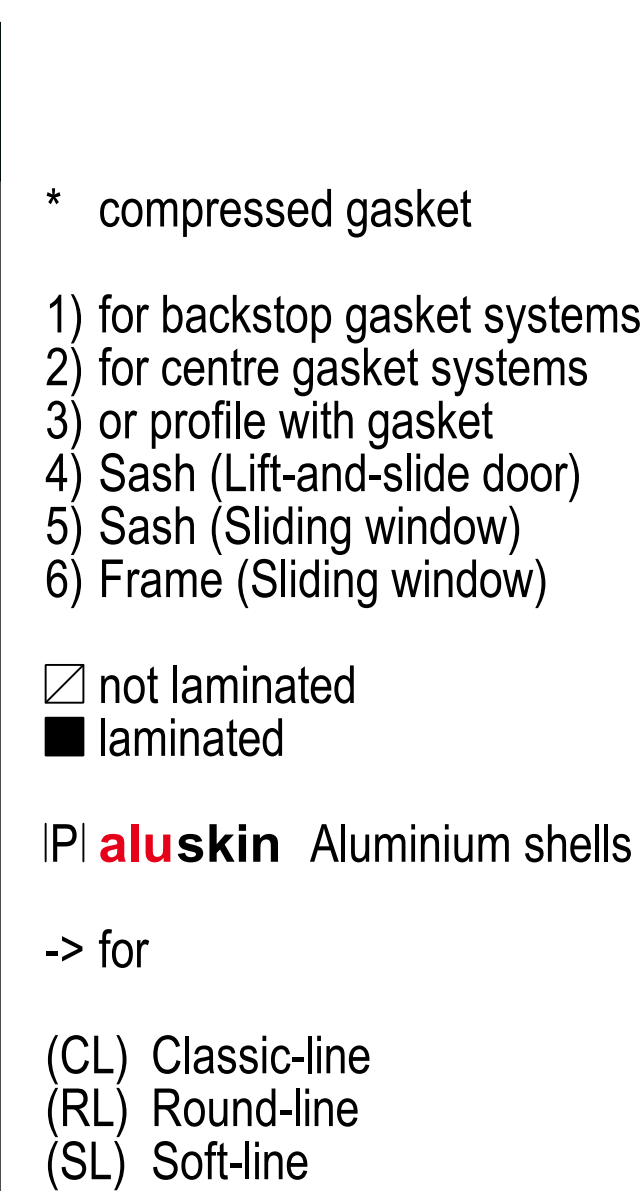 * compressed gasket
1) for backstop gasket systems
2) for centre gasket systems
3) or profile with gasket
4) Sash (Lift-and-slide door)
5) Sash (Sliding window)
6) Frame (Sliding window)
not laminated
laminated
|P| aluskin Aluminium shells
-> for
(CL) Classic-line
(RL) Round-line
(SL) Soft-line